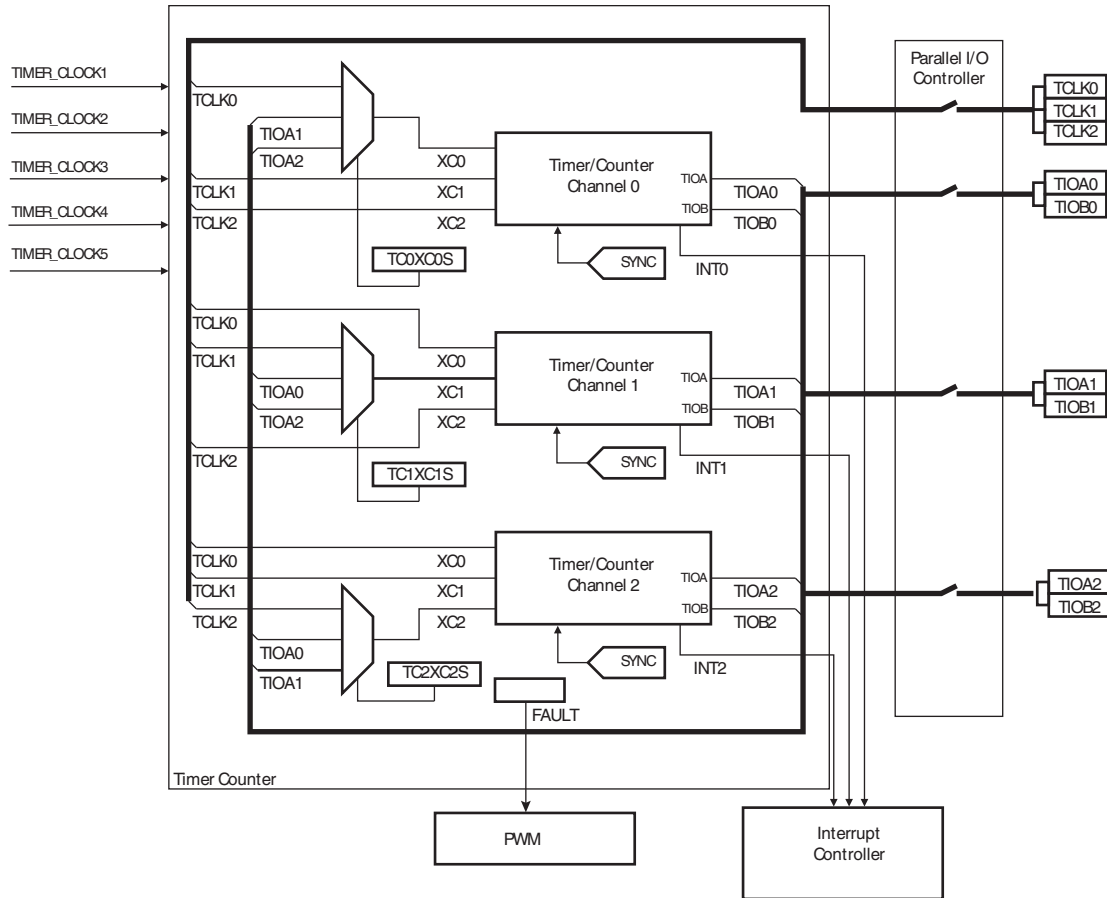 TIMER_CLOCK1
TIMER_CLOCK2
TIMER_CLOCK3
TIMER_CLOCK4
TIMER_CLOCK5
TCLK0
TIOA1
TIOA2
TCLK1
TCLK2
XC0
XC1
XC2
TC0XC0S
Timer/Counter
Channel 0
TIOA
TIOB
TIOA0
TIOB0
SYNC
INT0
TCLK0
TCLK1
TIOA0
TIOA2
TCLK2
XC0
XC1
XC2
TC1XC1S
Timer/Counter
Channel 1
TIOA
TIOB
TIOA1
TIOB1
SYNC
INT1
TCLK0
TCLK1
TCLK2
TIOA0
TIOA1
XC0
XC1
XC2
TC2XC2S
Timer/Counter
Channel 2
TIOA
TIOB
TIOA2
TIOB2
SYNC
INT2
FAULT
Timer Counter
PWM
Interrupt
Controller
Parallel I/O
Controller
TCLK0
TCLK1
TCLK2
TIOA0
TIOB0
TIOA1
TIOB1
TIOA2
TIOB2